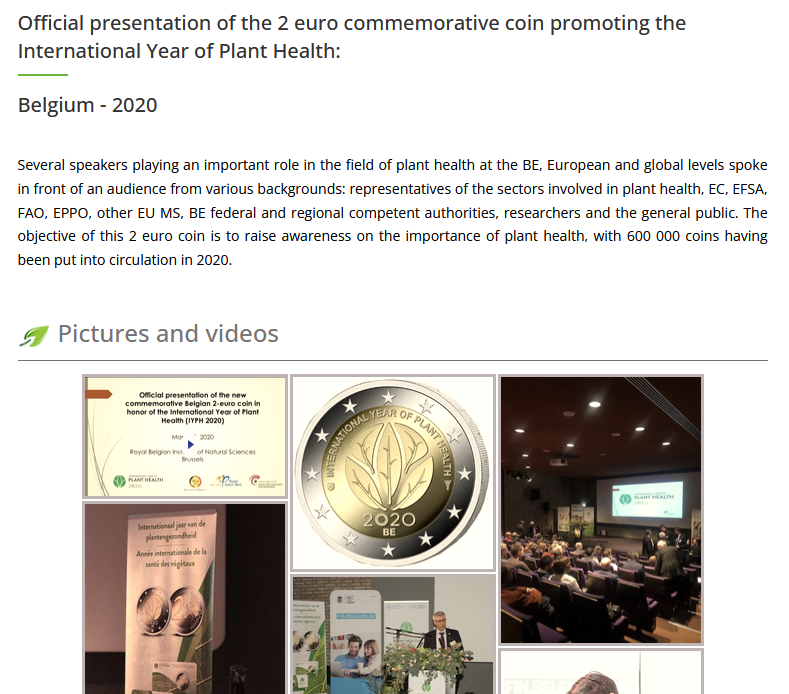 Official presentation of the 2 euro commemorative coin promoting the
International Year of Plant Health:
Belgium - 2020
Several speakers playing an important role in the field of plant health at the BE, European and global levels spoke
in front of an audience from various backgrounds: representatives of the sectors involved in plant health, EC, EFSA,
FAO, EPPO, other EU MS, BE federal and regional competent authorities, researchers and the general public. The
objective of this 2 euro coin is to raise awareness on the importance of plant health, with 600 000 coins having
been put into circulation in 2020.
Pictures and videos
Official presentation of the new
commemorative Belgian 2-euro coin in
honor of the International Year of Plant
Health (IYPH 2020)
2020
Royal Belgian of Natural Sciences
Brussels
PLANT HEALTH
2020
INTERNATIONAL YEAR OF PLANT HEALTH
2020
BE
PLANT HEALTH
Internationaal jaar van de
plantengezondheid
Année internationale de la
santé des végétaux
FIN.BELGIUM.BE